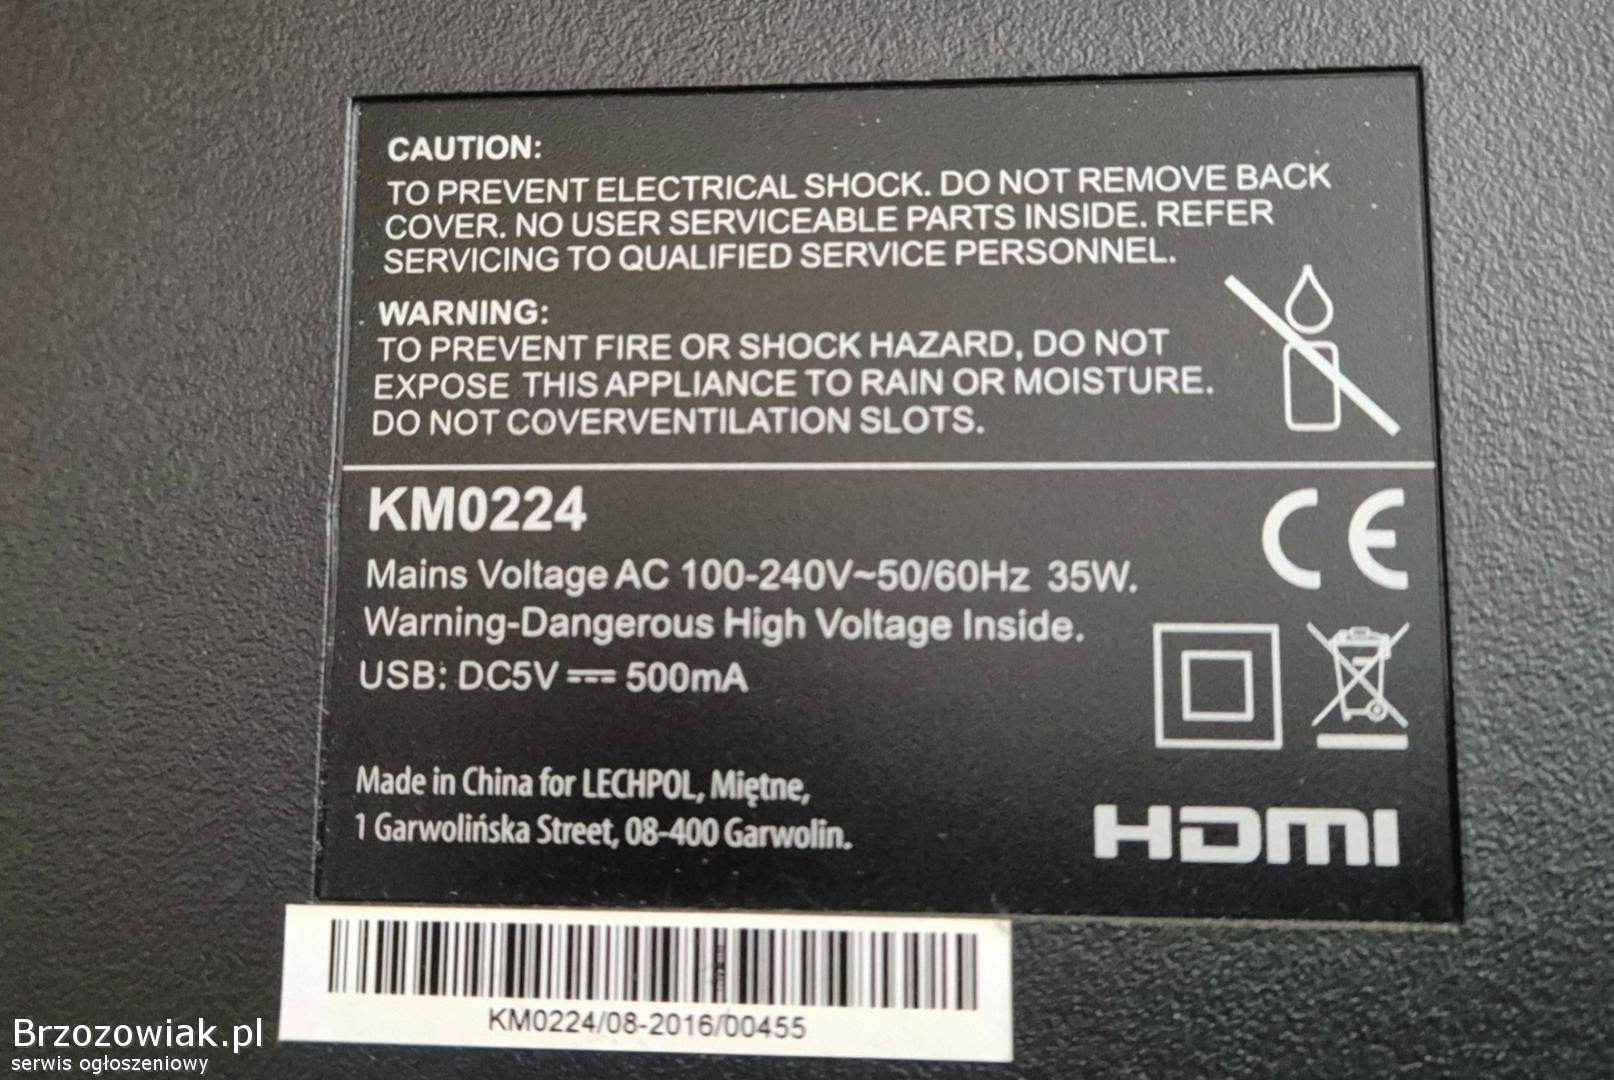 CAUTION:
TO PREVENT ELECTRICAL SHOCK. DO NOT REMOVE BACK
COVER. NO USER SERVICEABLE PARTS INSIDE. REFER
SERVICING TO QUALIFIED SERVICE PERSONNEL.
WARNING:
TO PREVENT FIRE OR SHOCK HAZARD, DO NOT
EXPOSE THIS APPLIANCE TO RAIN OR MOISTURE.
DO NOT COVERVENTILATION SLOTS.
KM0224
CE
Mains Voltage AC 100-240V~50/60Hz 35W.
Warning-Dangerous High Voltage Inside.
USB: DC5V ⎓ 500mA
Made in China for LECHPOL, Miętne,
1 Garwolińska Street, 08-400 Garwolin.
HDMI
KM0224/08-2016/00455
Brzozowiak.pl
serwis ogłoszeniowy